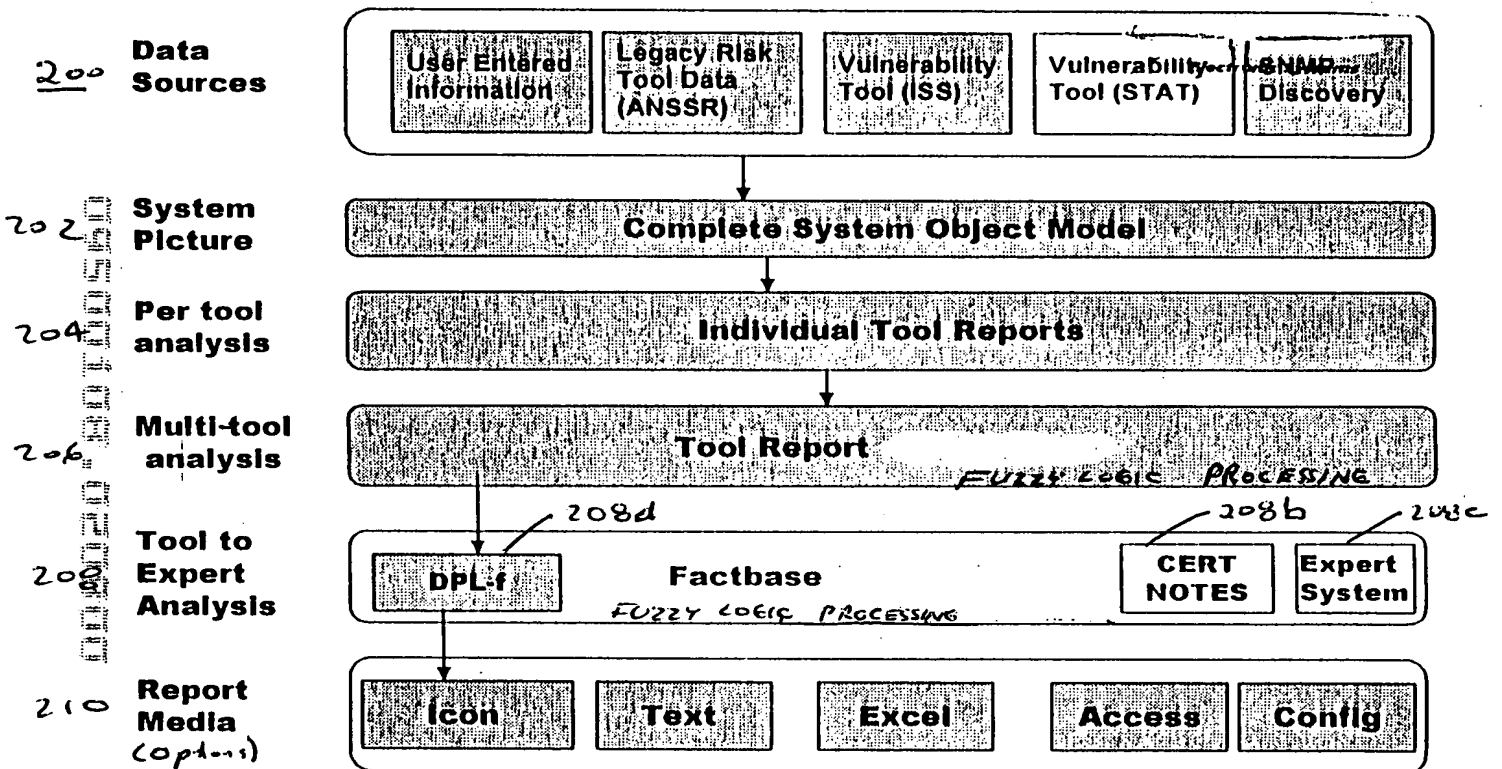 200
Data
Sources
User Entered
Information
Legacy Risk
Tool Data
(ANSSR)
Vulnerability
Tool (ISS)
Vulnerability
Tool (STAT)
SNMP
Discovery
202
System
Picture
Complete System Object Model
204
Per tool
analysis
Individual Tool Reports
206
Multi-tool
analysis
Tool Report
FUZZY LOGIC PROCESSING
208
Tool to
Expert
Analysis
208d
DPL-f
Factbase
FUZZY LOGIC PROCESSING
208b
CERT
NOTES
208c
Expert
System
210
Report
Media
(options)
Icon
Text
Excel
Access
Config